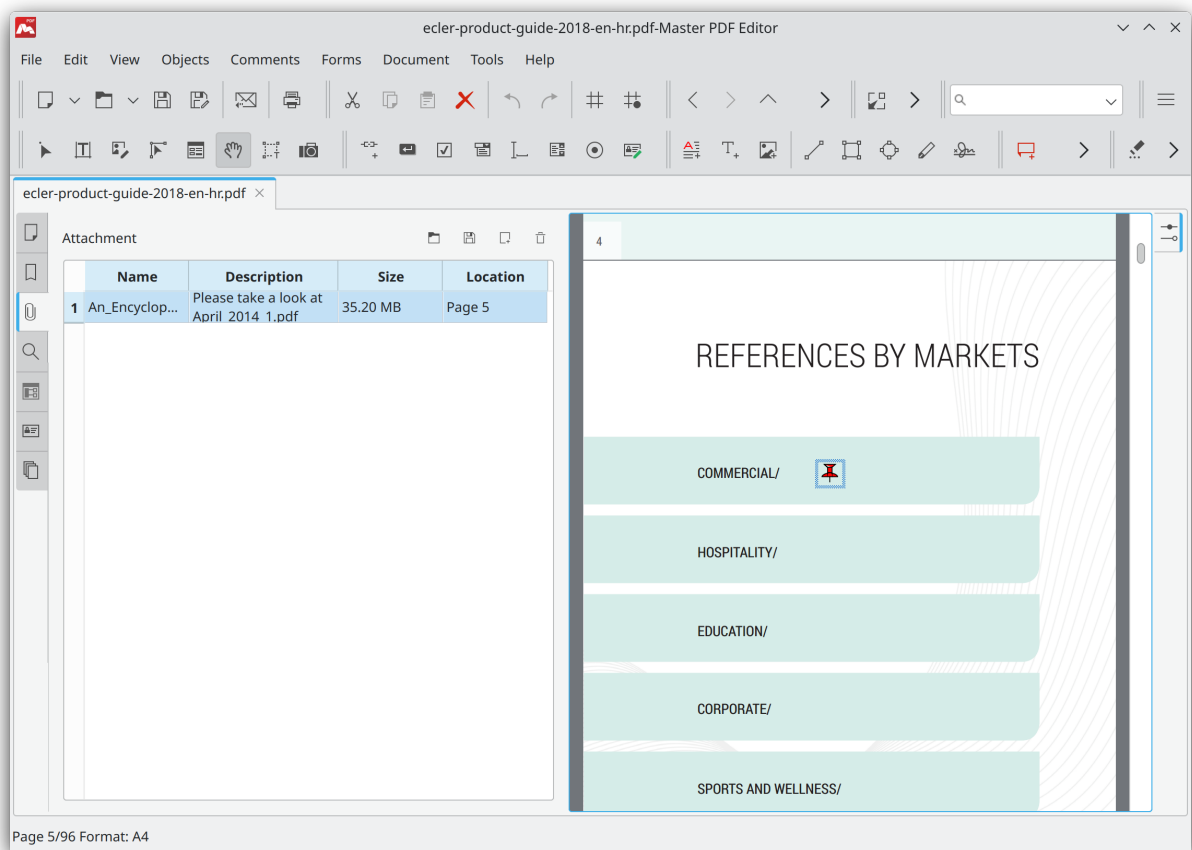 ecler-product-guide-2018-en-hr.pdf-Master PDF Editor
File Edit View Objects Comments Forms Document Tools Help
ecler-product-guide-2018-en-hr.pdf
Attachment
Name Description Size Location
1 An_Encyclop... Please take a look at April_2014_1.pdf 35.20 MB Page 5
4
REFERENCES BY MARKETS
COMMERCIAL/
HOSPITALITY/
EDUCATION/
CORPORATE/
SPORTS AND WELLNESS/
Page 5/96 Format: A4